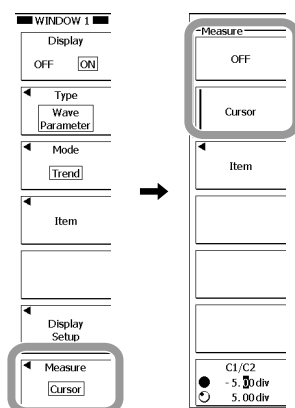 WINDOW 1
Display
OFF ON
Type
Wave
Parameter
Mode
Trend
Item
Display
Setup
Measure
Cursor
Measure
OFF
Cursor
Item
C1/C2
- 5.00div
5.00div